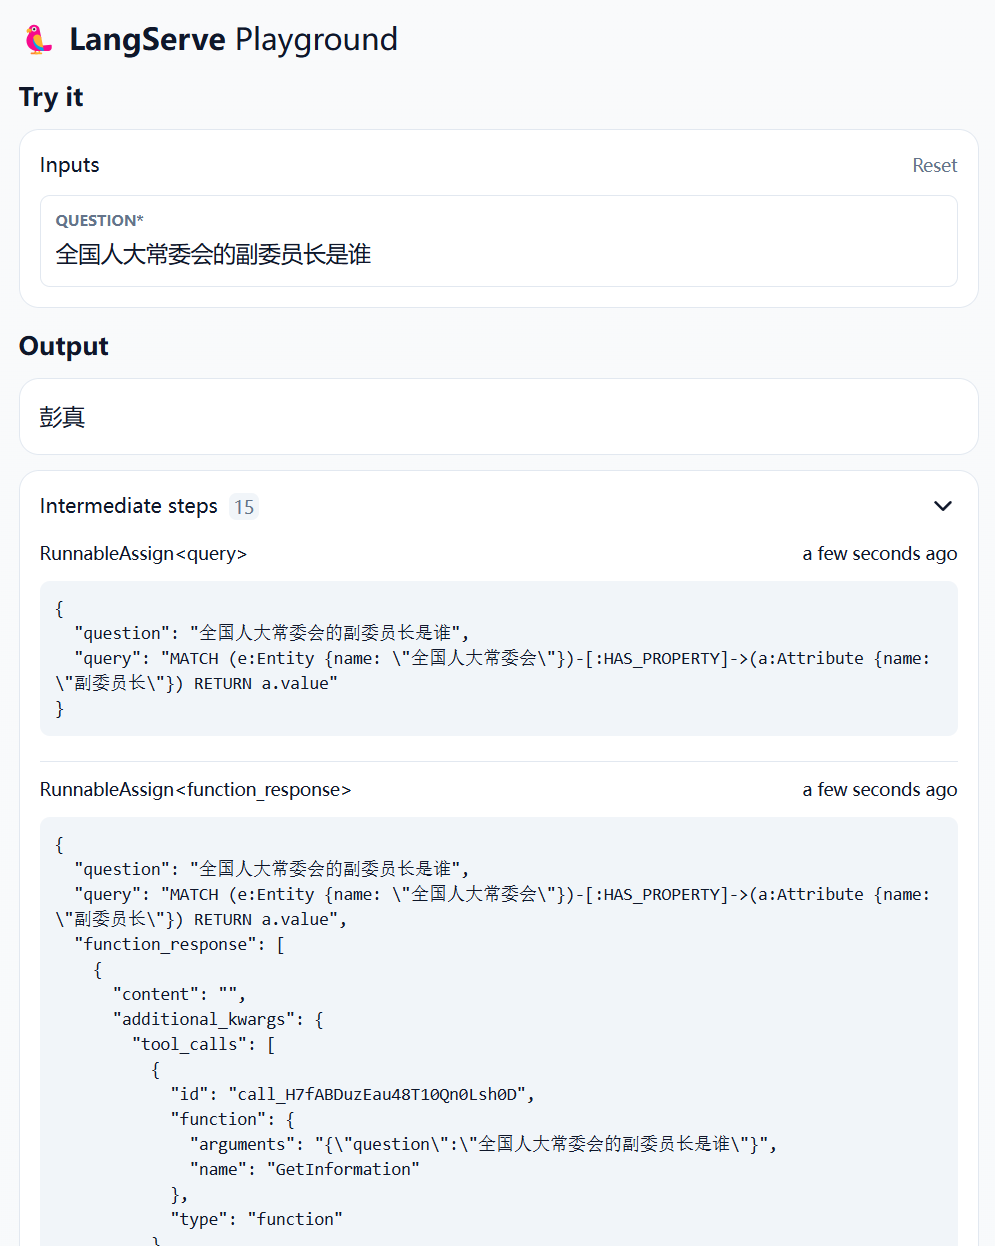 LangServe Playground
Try it
Inputs
Reset
QUESTION*
全国人大常委会的副委员长是谁
Output
彭真
Intermediate steps 15
RunnableAssign<query>
a few seconds ago
{
"question": "全国人大常委会的副委员长是谁",
"query": "MATCH (e:Entity {name: \"全国人大常委会\"})-[:HAS_PROPERTY]->(a:Attribute {name:
\"副委员长\"}) RETURN a.value"
}
RunnableAssign<function_response>
a few seconds ago
{
"question": "全国人大常委会的副委员长是谁",
"query": "MATCH (e:Entity {name: \"全国人大常委会\"})-[:HAS_PROPERTY]->(a:Attribute {name:
\"副委员长\"}) RETURN a.value",
"function_response": [
{
"content": "",
"additional_kwargs": {
"tool_calls": [
{
"id": "call_H7fABDuzEau48T10Qn0Lsh0D",
"function": {
"arguments": "{\"question\":\"全国人大常委会的副委员长是谁\"}",
"name": "GetInformation"
},
"type": "function"
}